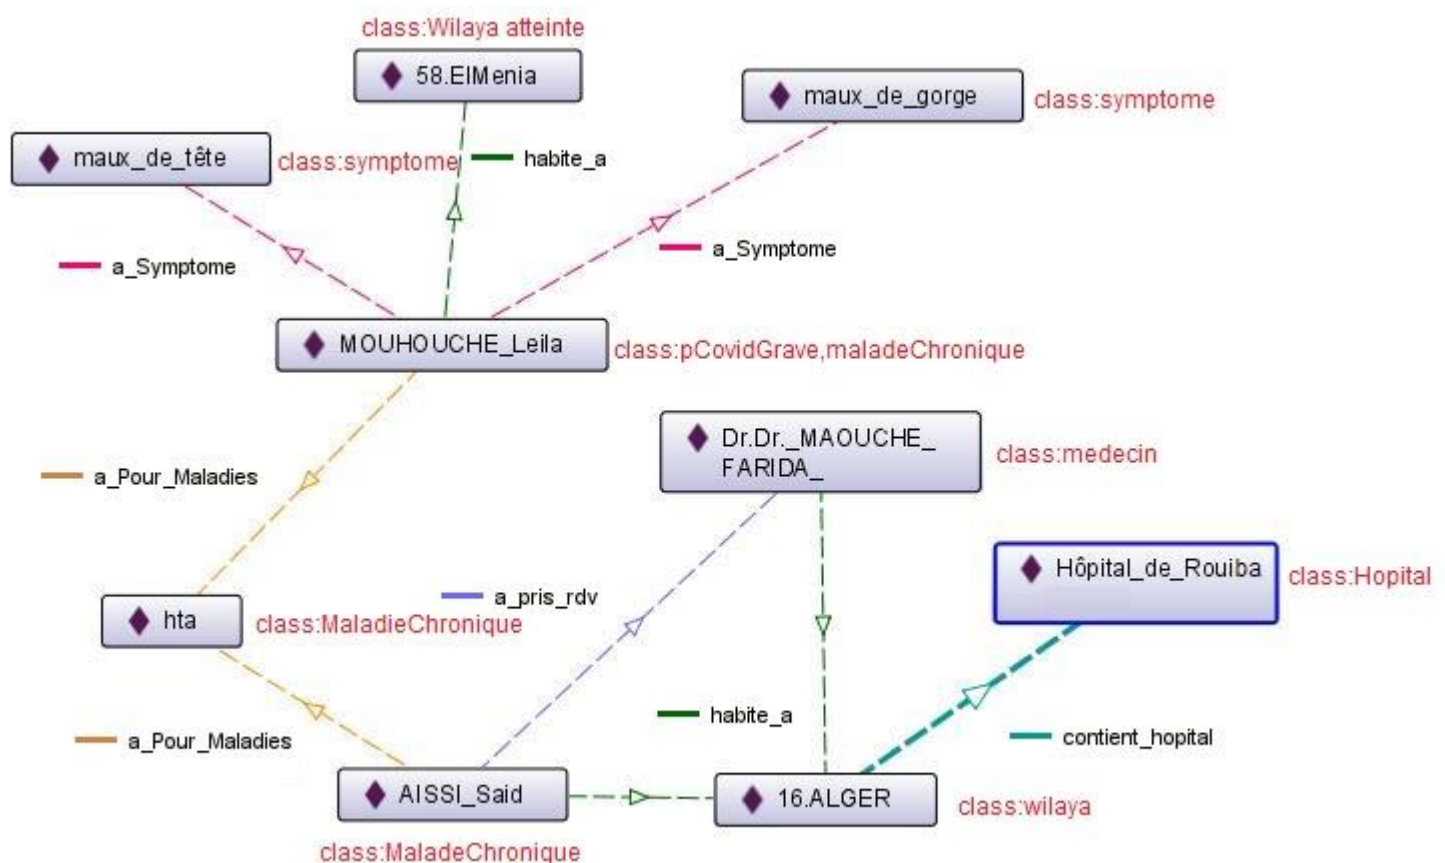 class:Wilaya atteinte
58.ElMenia
maux_de_gorge
class:symptome
maux_de_tête
class:symptome
habite_a
a_Symptome
a_Symptome
MOUHOUCHE_Leila
class:pCovidGrave,maladeChronique
Dr.Dr._MAOUCHE_
FARIDA_
class:medecin
a_Pour_Maladies
Hôpital_de_Rouiba
class:Hopital
a_pris_rdv
hta
class:MaladieChronique
habite_a
a_Pour_Maladies
contient_hopital
AISSI_Said
16.ALGER
class:wilaya
class:MaladeChronique